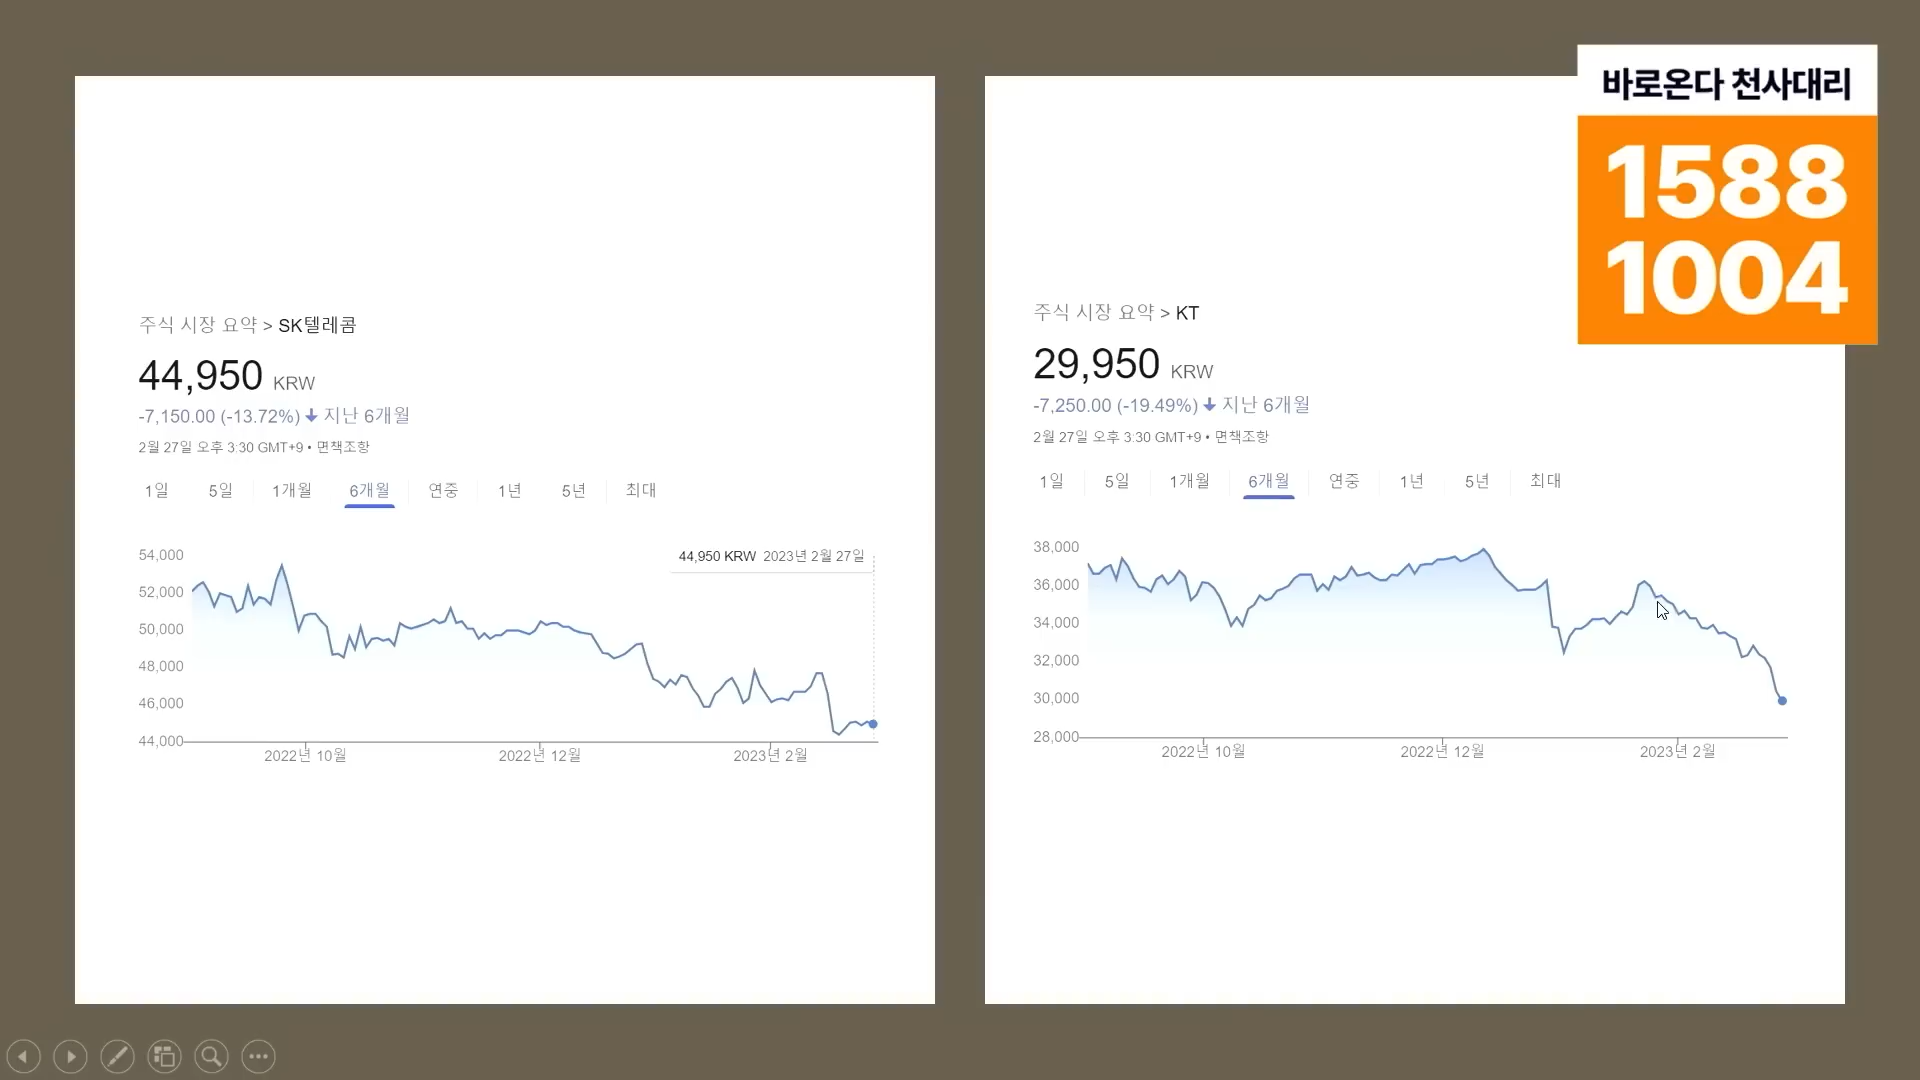 바로온다 천사대리
1588
1004
주식 시장 요약 > SK텔레콤
44,950 KRW
-7,150.00 (-13.72%) 지난 6개월
2월 27일 오후 3:30 GMT+9 • 면책조항
1일 5일 1개월 6개월 연중 1년 5년 최대
44,950 KRW 2023년 2월 27일
54,000
52,000
50,000
48,000
46,000
44,000
2022년 10월 2022년 12월 2023년 2월
주식 시장 요약 > KT
29,950 KRW
-7,250.00 (-19.49%) 지난 6개월
2월 27일 오후 3:30 GMT+9 • 면책조항
1일 5일 1개월 6개월 연중 1년 5년 최대
38,000
36,000
34,000
32,000
30,000
28,000
2022년 10월 2022년 12월 2023년 2월